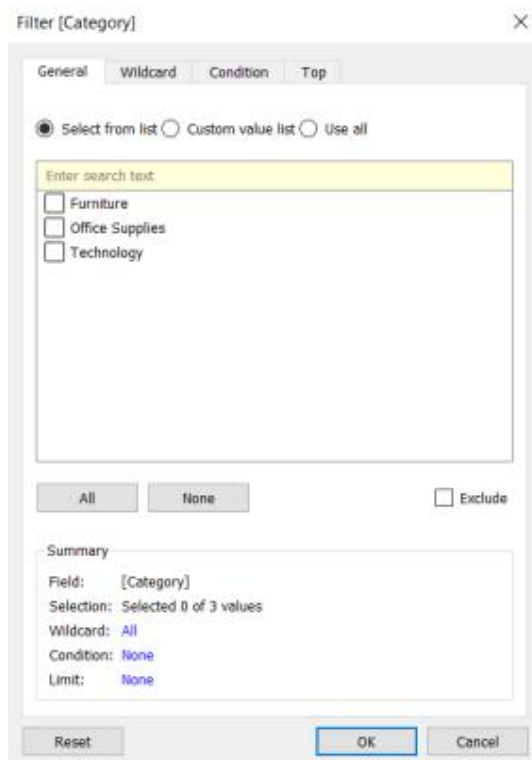 Filter [Category]
General Wildcard Condition Top
Select from list Custom value list Use all
Enter search text
Furniture
Office Supplies
Technology
All None Exclude
Summary
Field: [Category]
Selection: Selected 0 of 3 values
Wildcard: All
Condition: None
Limit: None
Reset OK Cancel